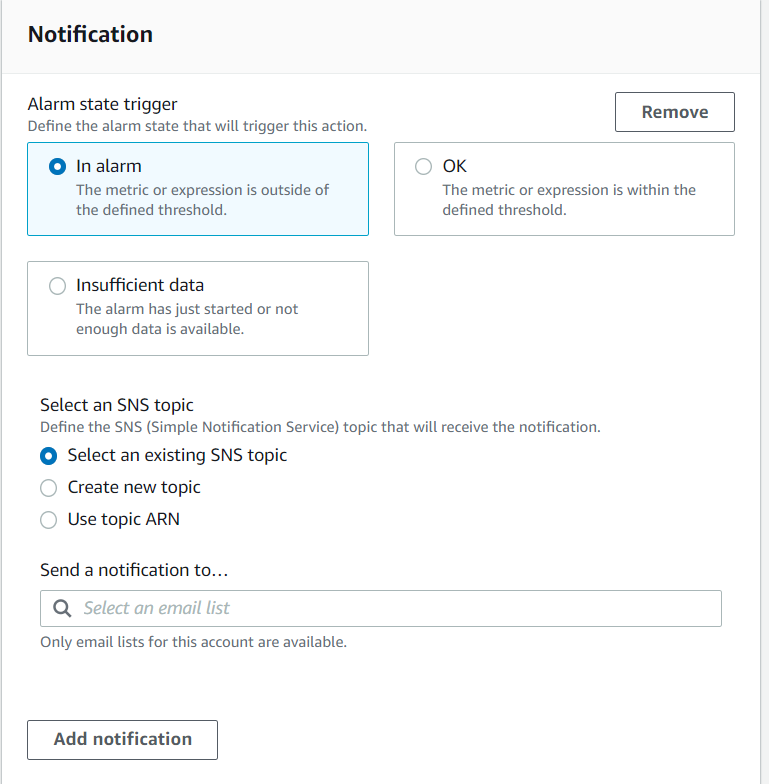 Notification
Alarm state trigger
Define the alarm state that will trigger this action.
Remove
In alarm
The metric or expression is outside of
the defined threshold.
OK
The metric or expression is within the
defined threshold.
Insufficient data
The alarm has just started or not
enough data is available.
Select an SNS topic
Define the SNS (Simple Notification Service) topic that will receive the notification.
Select an existing SNS topic
Create new topic
Use topic ARN
Send a notification to…
Select an email list
Only email lists for this account are available.
Add notification